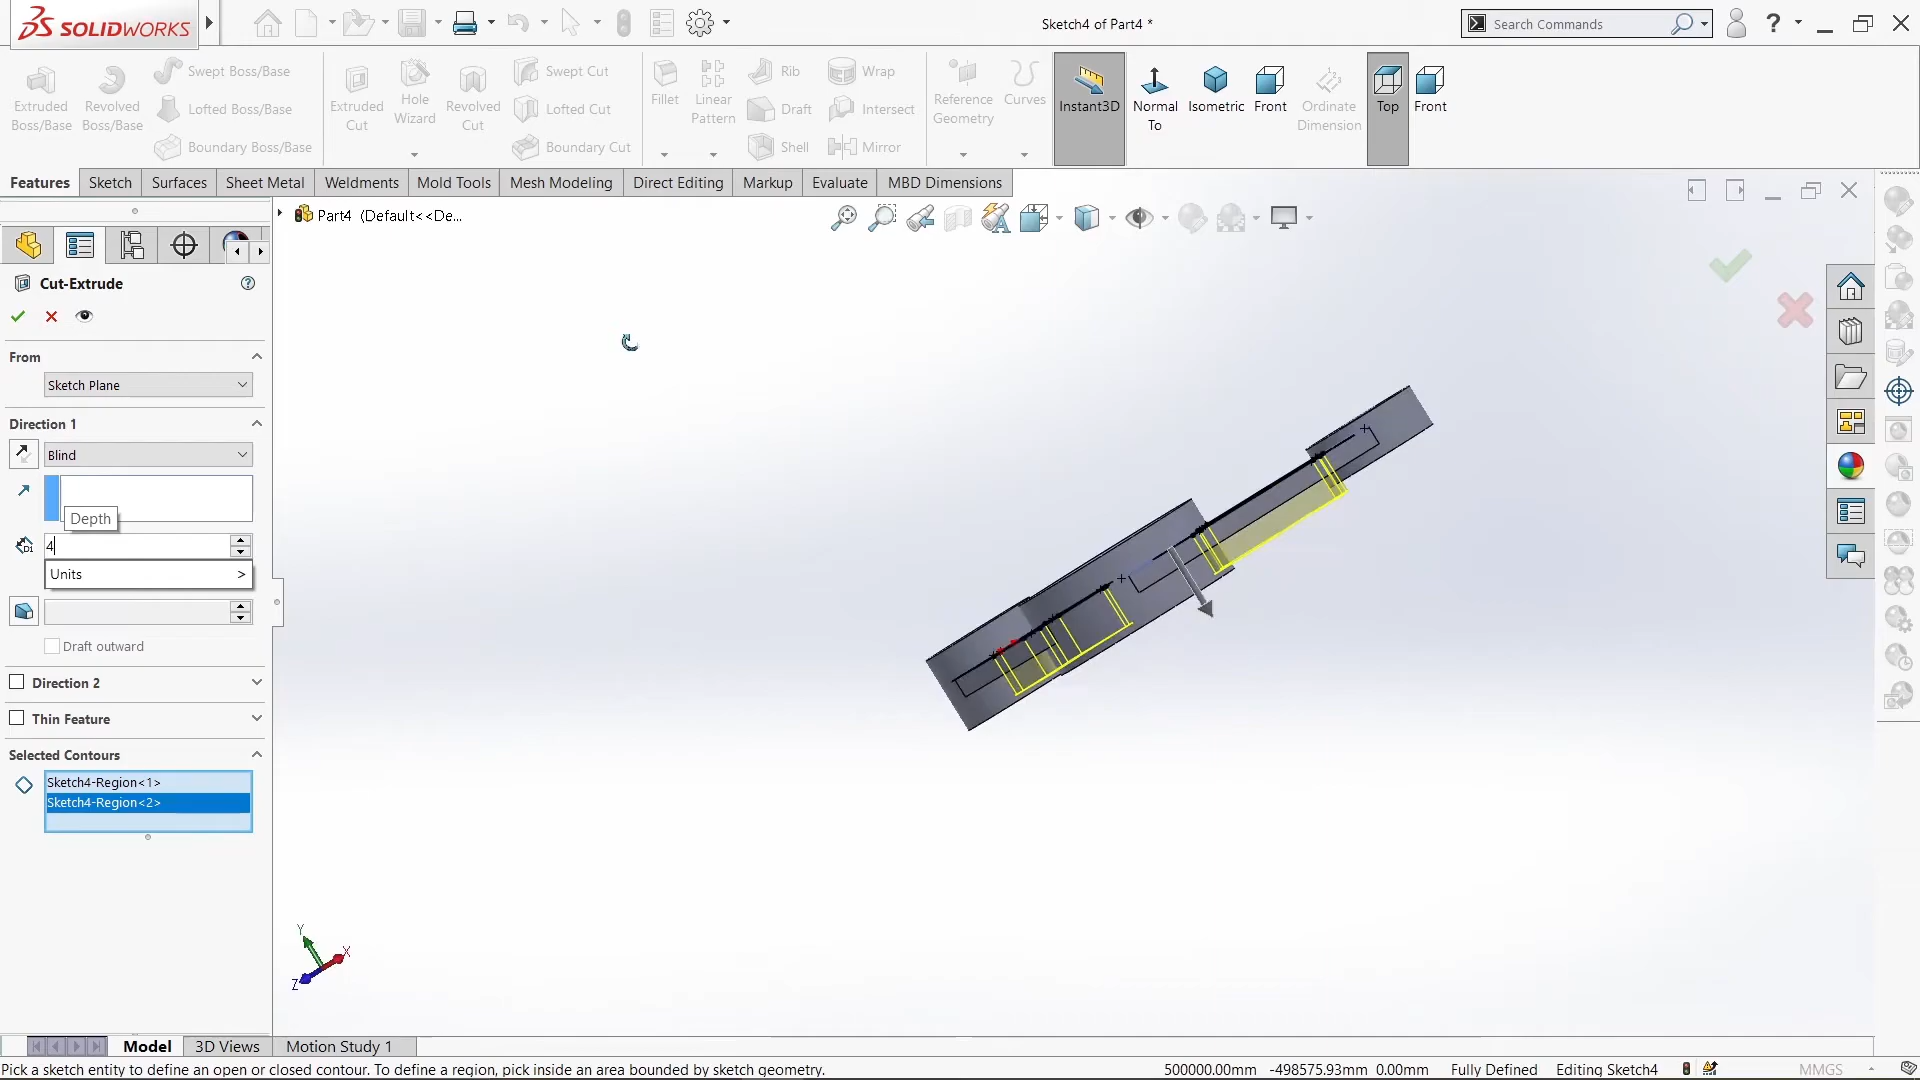 SOLIDWORKS
Sketch4 of Part4 *
Search Commands
?
Extruded Boss/Base
Revolved Boss/Base
Swept Boss/Base
Lofted Boss/Base
Boundary Boss/Base
Extruded Cut
Hole Wizard
Revolved Cut
Swept Cut
Lofted Cut
Boundary Cut
Fillet
Linear Pattern
Rib
Draft
Shell
Wrap
Intersect
Mirror
Reference Geometry
Curves
Instant3D
Normal To
Isometric
Front
Ordinate Dimension
Top
Front
Features
Sketch
Surfaces
Sheet Metal
Weldments
Mold Tools
Mesh Modeling
Direct Editing
Markup
Evaluate
MBD Dimensions
Part4 (Default<<De...
Cut-Extrude
From
Sketch Plane
Direction 1
Blind
Depth
4
Units >
Draft outward
Direction 2
Thin Feature
Selected Contours
Sketch4-Region<1>
Sketch4-Region<2>
Y
X
Z
Model
3D Views
Motion Study 1
Pick a sketch entity to define an open or closed contour. To define a region, pick inside an area bounded by sketch geometry.
500000.00mm -498575.93mm 0.00mm Fully Defined Editing Sketch4 MMGS